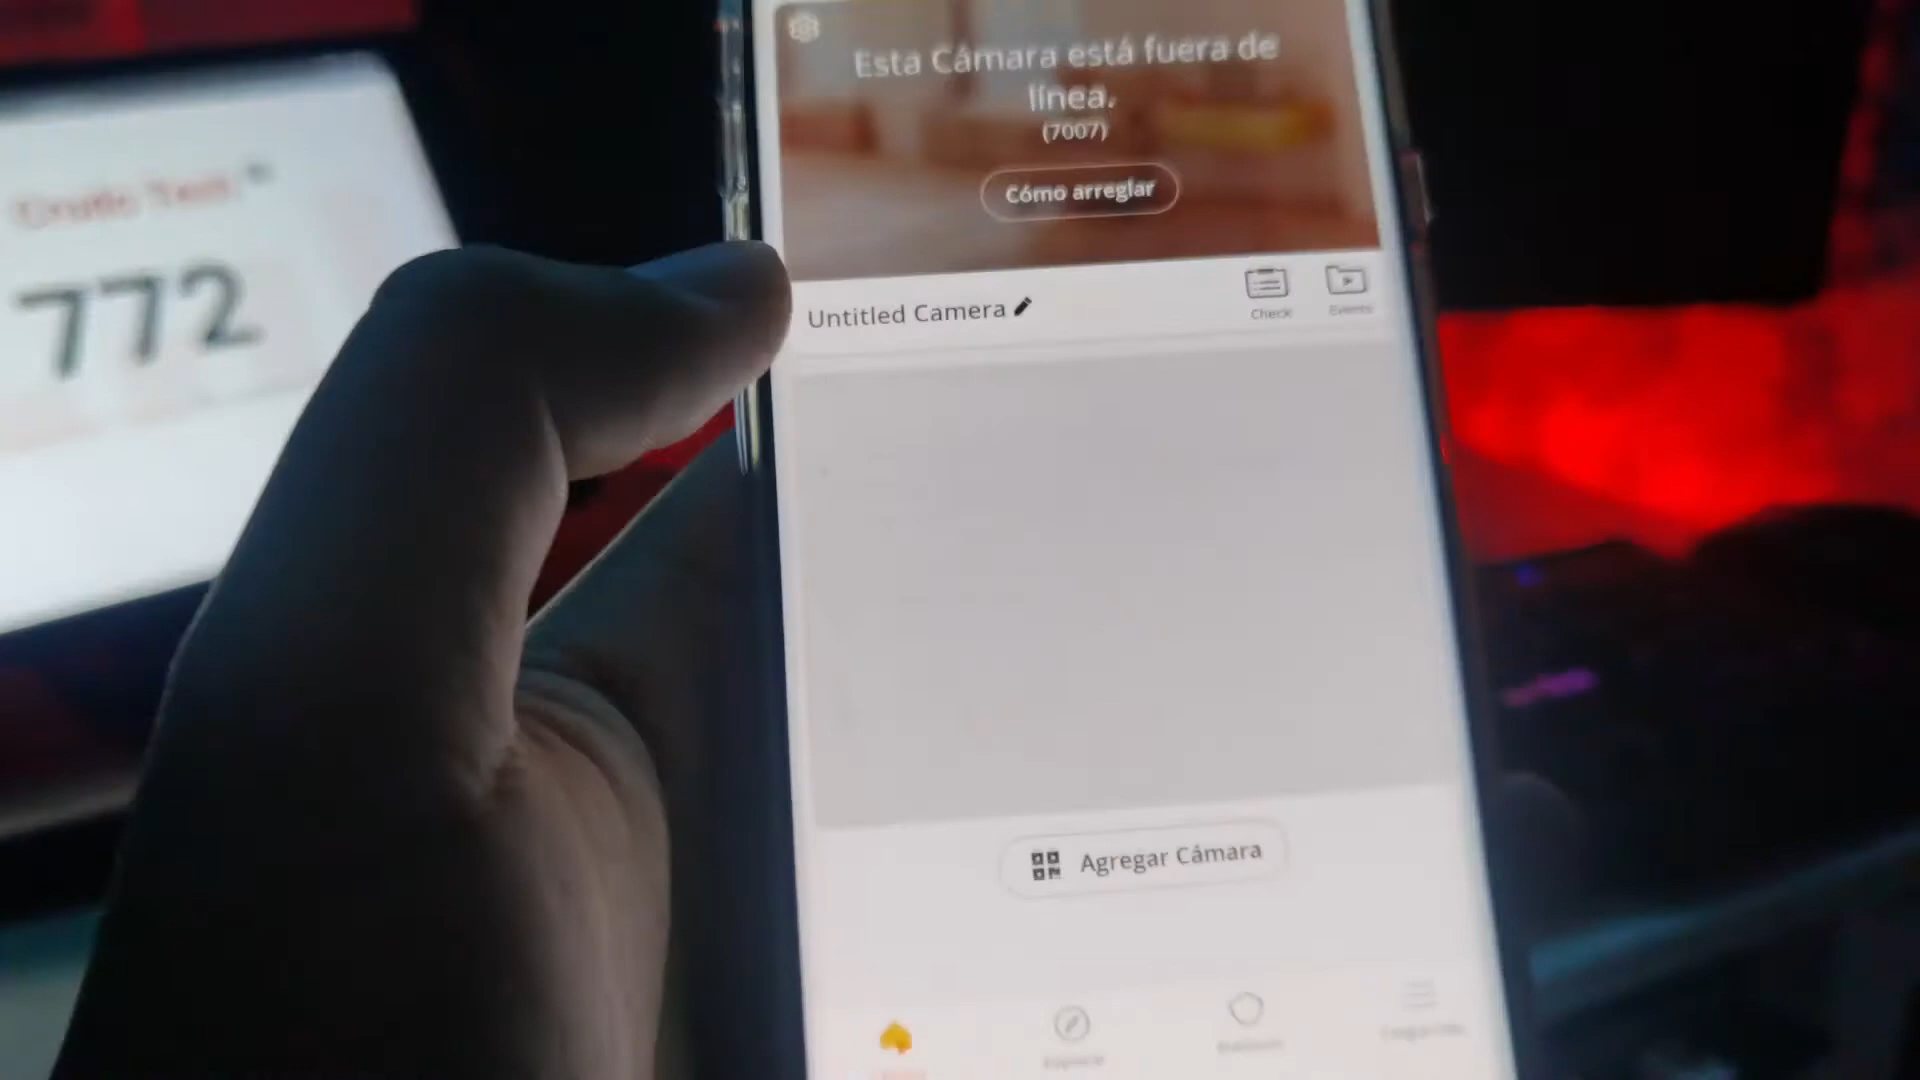 772
Esta Cámara está fuera de
línea.
(7007)
Cómo arreglar
Untitled Camera
Check
Events
Agregar Cámara